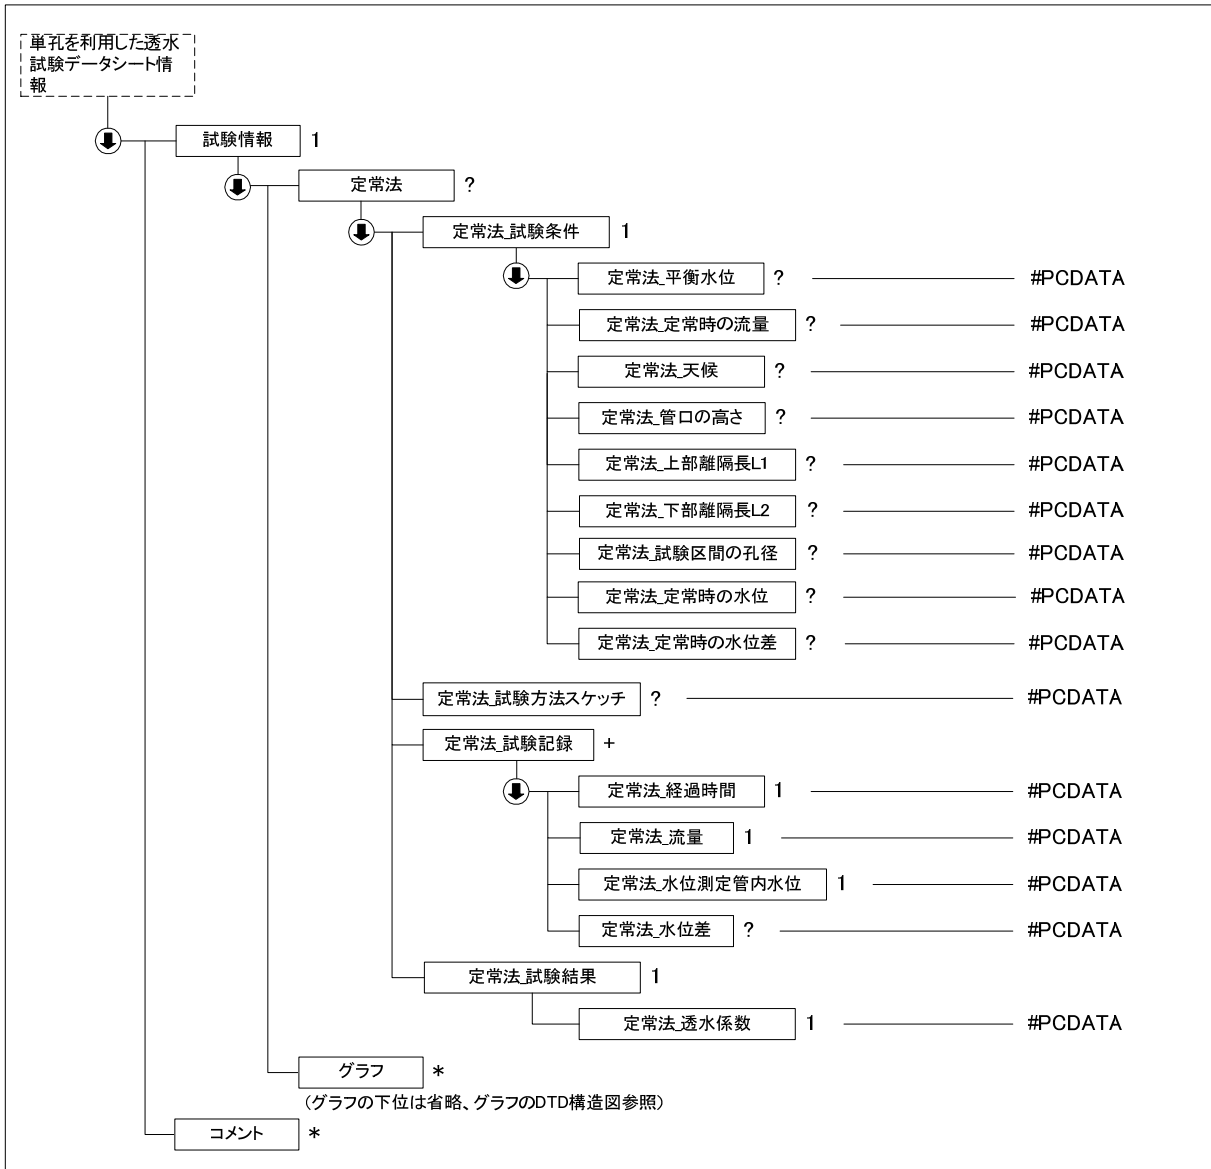 単孔を利用した透水
試験データシート情
報
試験情報 1
定常法 ?
定常法_試験条件 1
定常法_平衡水位 ? #PCDATA
定常法_定常時の流量 ? #PCDATA
定常法_天候 ? #PCDATA
定常法_管口の高さ ? #PCDATA
定常法_上部離隔長L1 ? #PCDATA
定常法_下部離隔長L2 ? #PCDATA
定常法_試験区間の孔径 ? #PCDATA
定常法_定常時の水位 ? #PCDATA
定常法_定常時の水位差 ? #PCDATA
定常法_試験方法スケッチ ? #PCDATA
定常法_試験記録 +
定常法_経過時間 1 #PCDATA
定常法_流量 1 #PCDATA
定常法_水位測定管内水位 1 #PCDATA
定常法_水位差 ? #PCDATA
定常法_試験結果 1
定常法_透水係数 1 #PCDATA
グラフ *
(グラフの下位は省略、グラフのDTD構造図参照)
コメント *